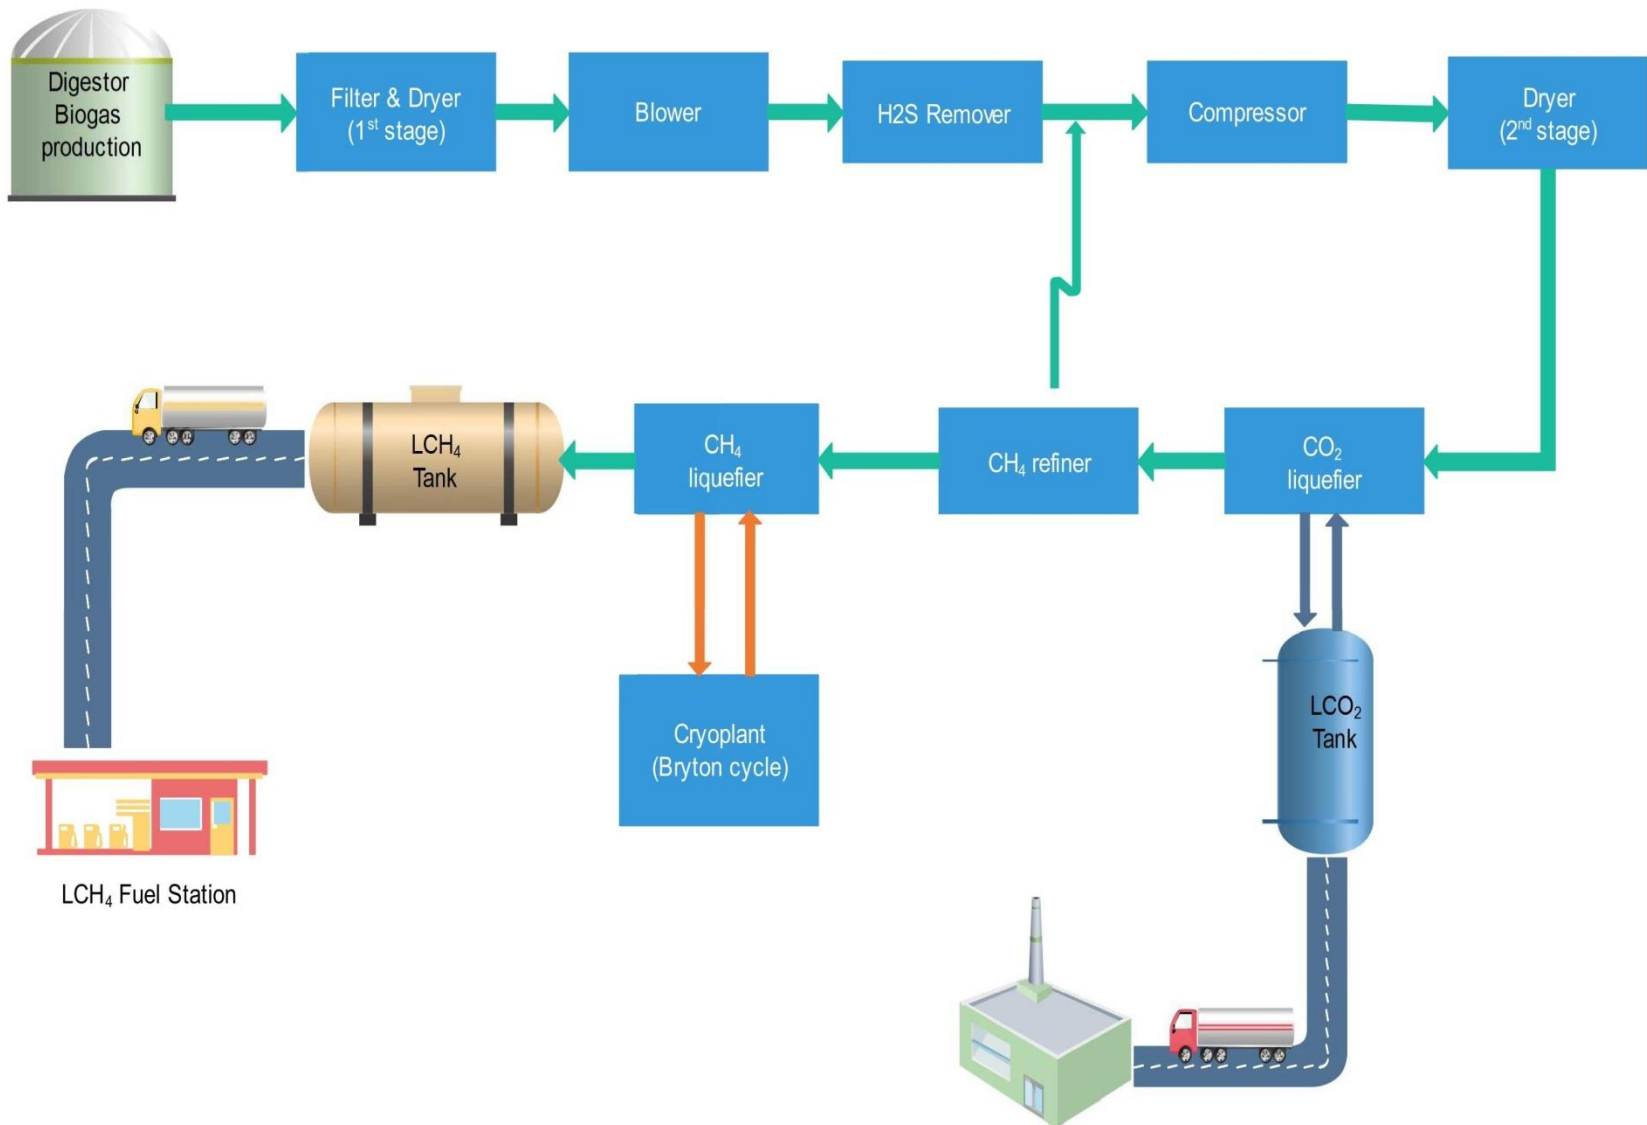 Digestor
Biogas
production
Filter & Dryer
(1st stage)
Blower
H2S Remover
Compressor
Dryer
(2nd stage)
LCH₄
Tank
CH₄
liquefier
CH₄ refiner
CO₂
liquefier
Cryoplant
(Bryton cycle)
LCO₂
Tank
LCH₄ Fuel Station